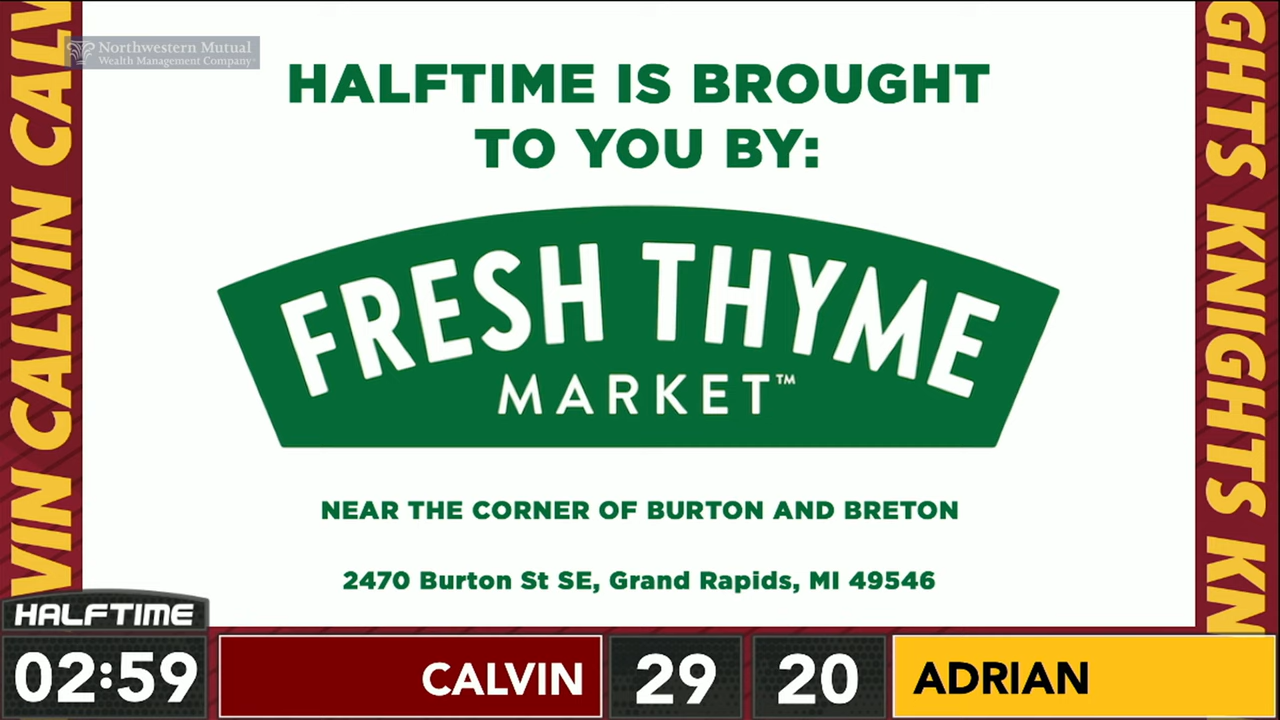 Northwestern Mutual
Wealth Management Company
HALFTIME IS BROUGHT
TO YOU BY:
FRESH THYME
MARKET™
NEAR THE CORNER OF BURTON AND BRETON
2470 Burton St SE, Grand Rapids, MI 49546
VIN CALVIN CALV
GHTS KNIGHTS KN
HALFTIME
02:59
CALVIN
29
20
ADRIAN